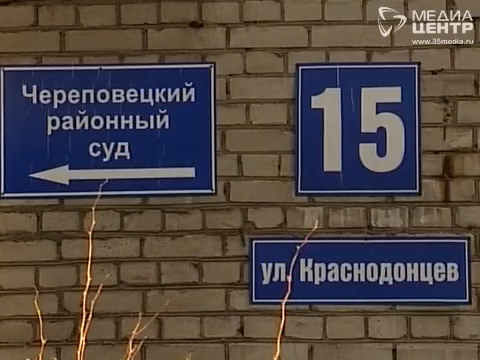 МЕДИА
ЦЕНТР
www.35media.ru
Череповецкий
районный
суд
15
ул. Краснодонцев